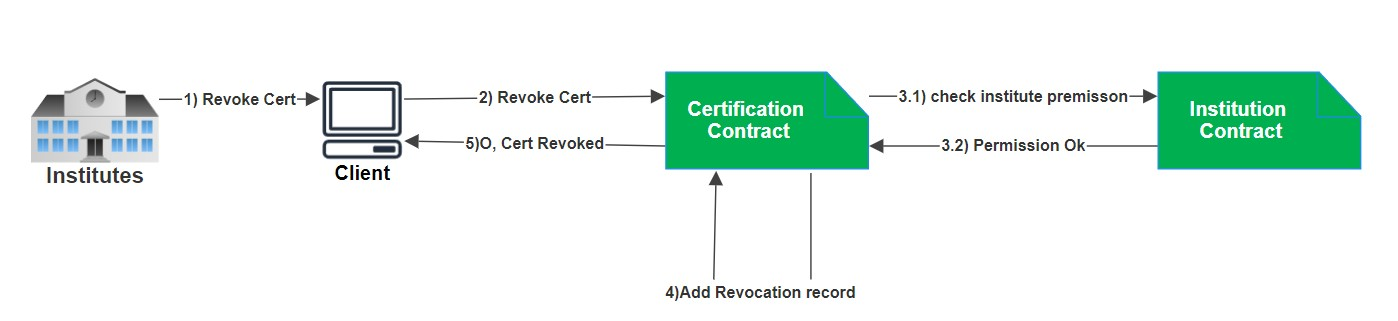 1) Revoke Cert
Institutes
Client
2) Revoke Cert
5)O, Cert Revoked
Certification
Contract
3.1) check institute premisson
3.2) Permission Ok
Institution
Contract
4)Add Revocation record